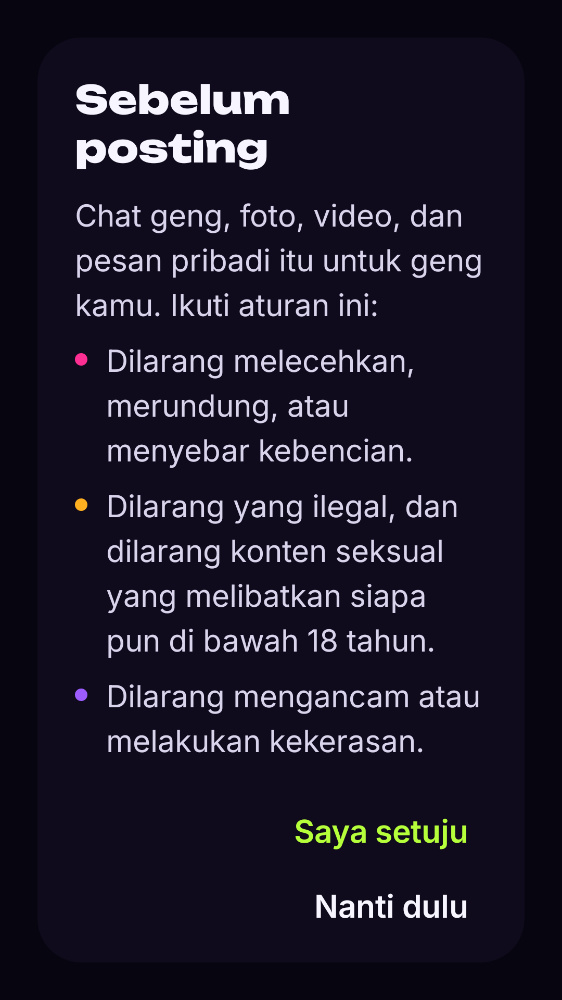 Sebelum
posting
Chat geng, foto, video, dan
pesan pribadi itu untuk geng
kamu. Ikuti aturan ini:
Dilarang melecehkan,
merundung, atau
menyebar kebencian.
Dilarang yang ilegal, dan
dilarang konten seksual
yang melibatkan siapa
pun di bawah 18 tahun.
Dilarang mengancam atau
melakukan kekerasan.
Saya setuju
Nanti dulu